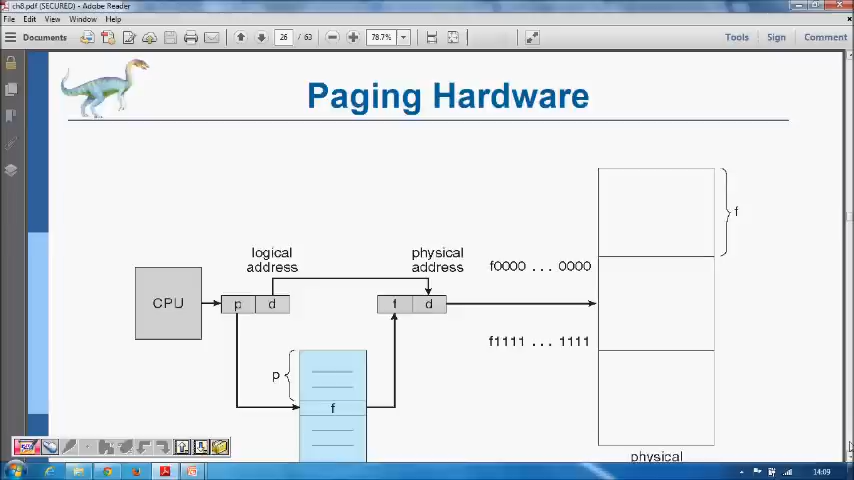 ch8.pdf (SECURED) - Adobe Reader
File Edit View Window Help
Documents 26 / 63 78.7% Tools Sign Comment
Paging Hardware
f
logical address
physical address
f0000 ... 0000
CPU
p d
f d
f1111 ... 1111
p
f
physical
14:09